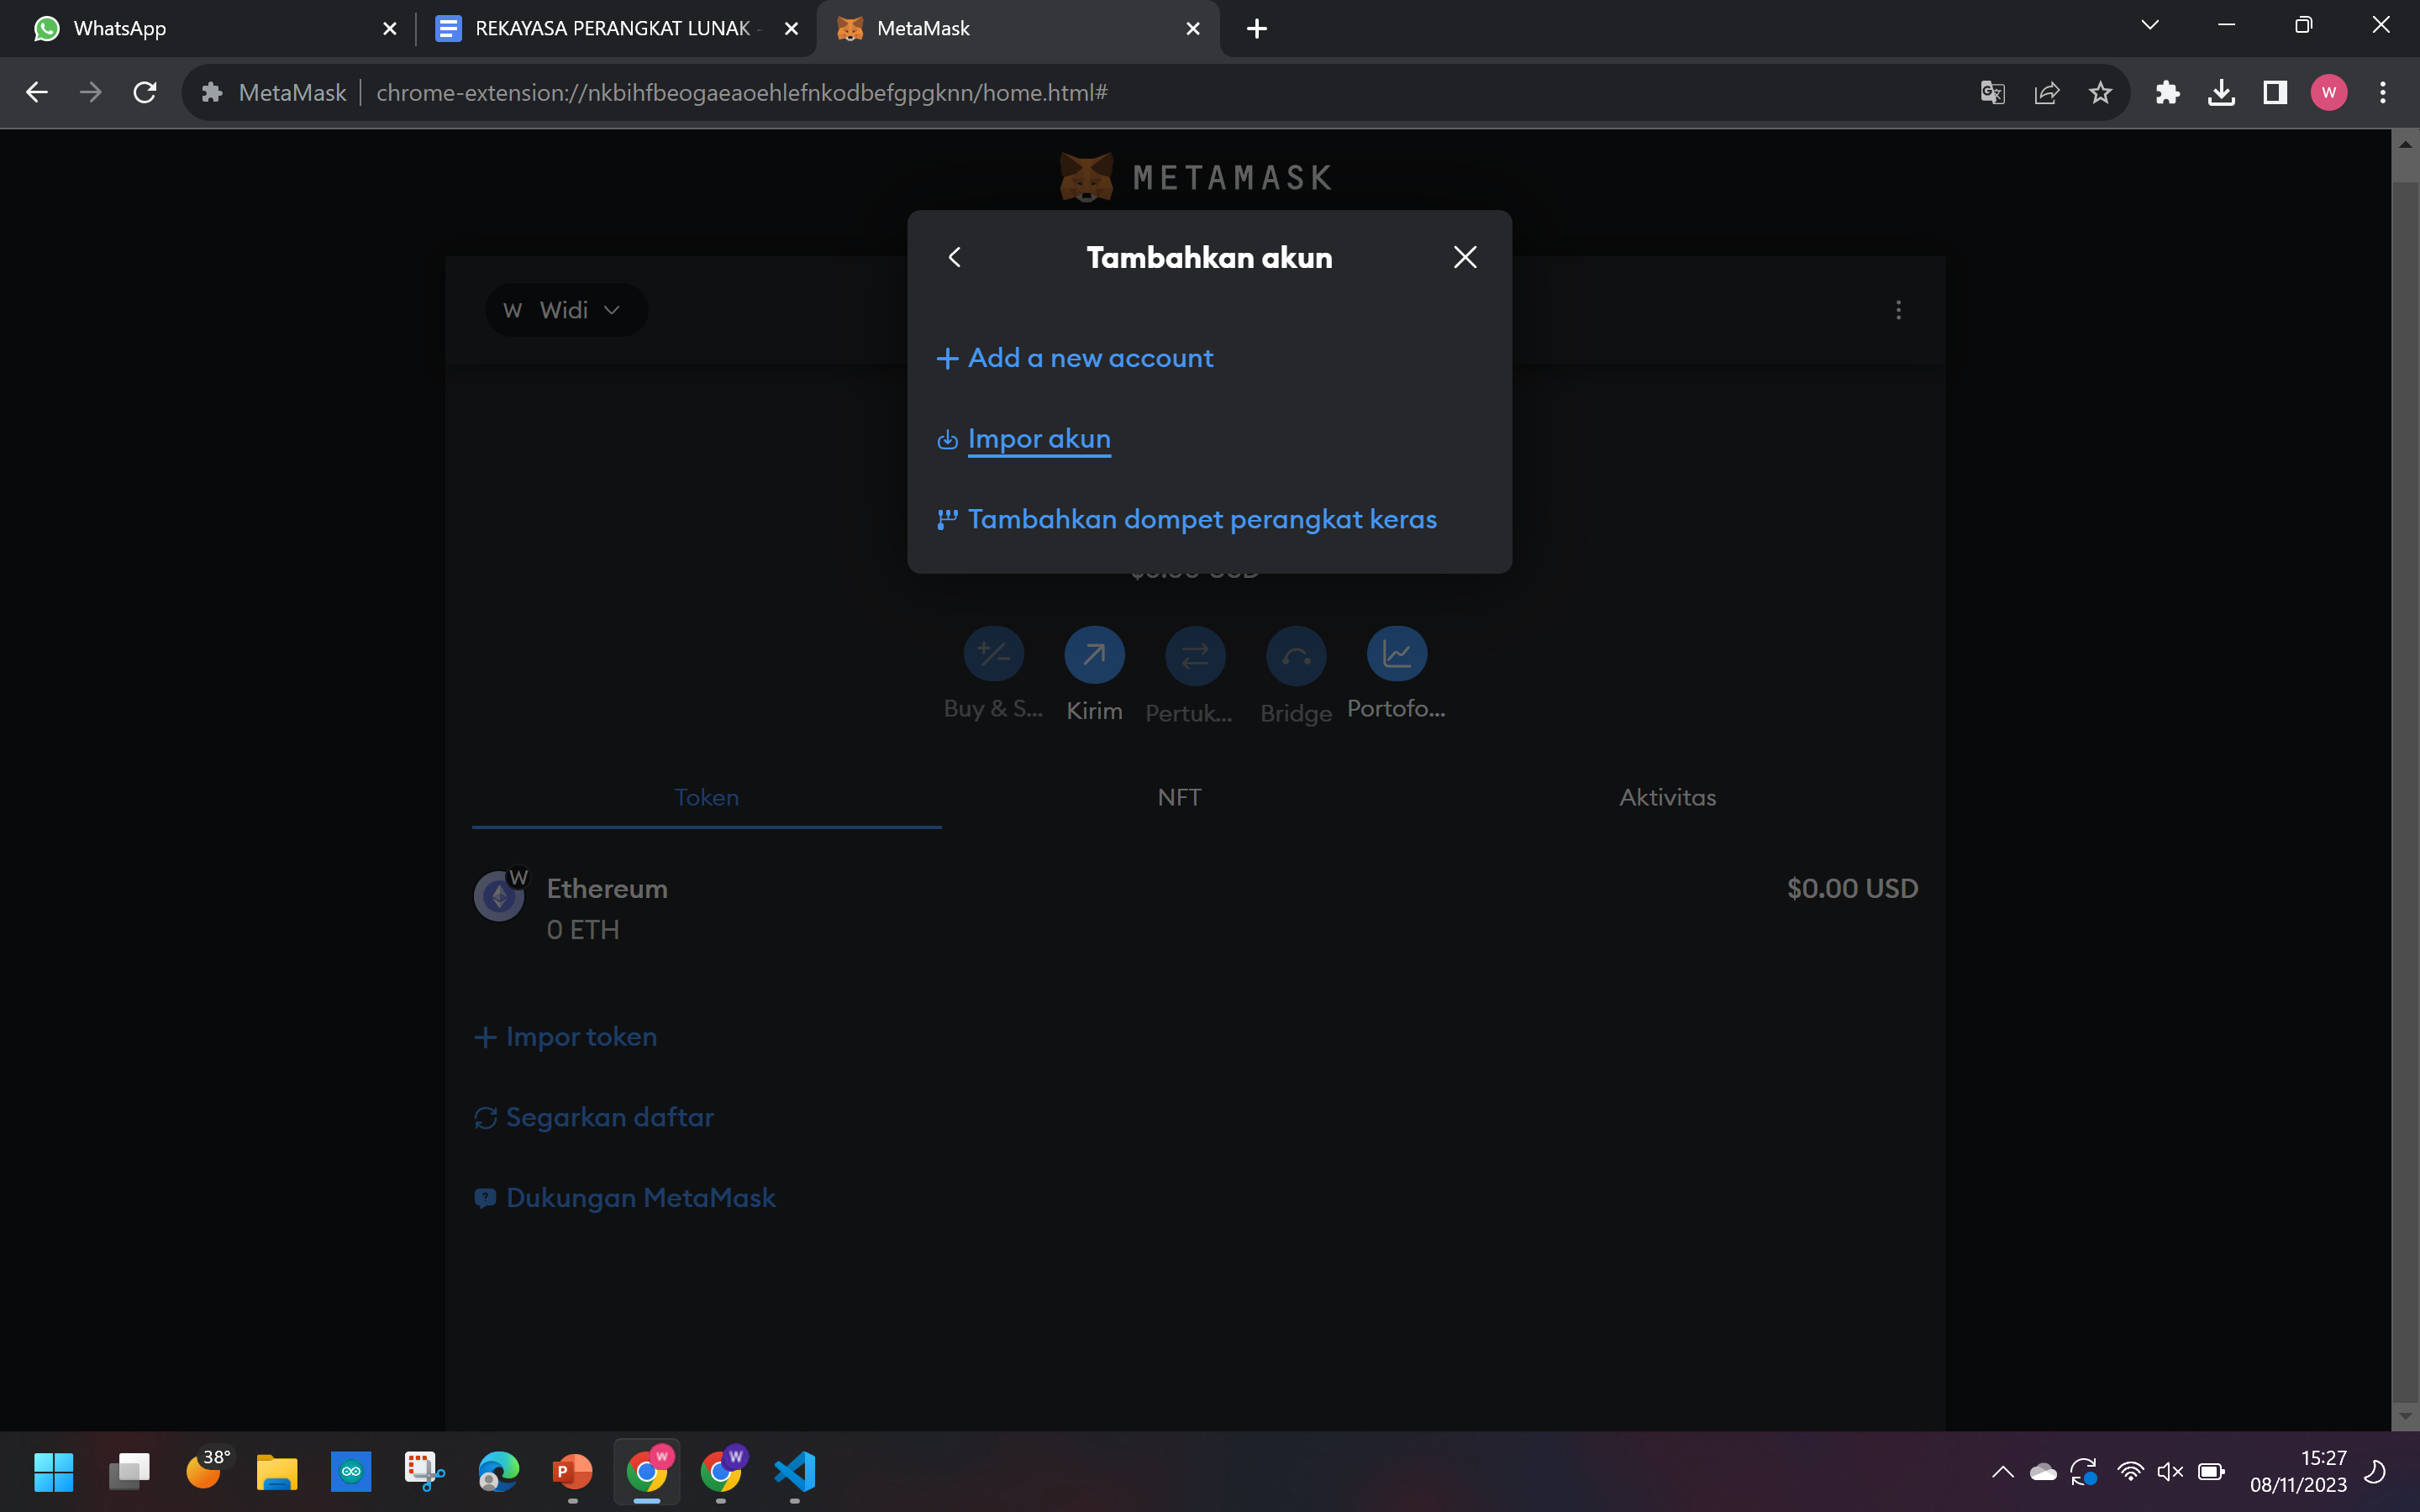 WhatsApp
REKAYASA PERANGKAT LUNAK -
MetaMask
MetaMask
chrome-extension://nkbihfbeogaeaoehlefnkodbefgpgknn/home.html#
W
METAMASK
Tambahkan akun
W Widi
Add a new account
Impor akun
Tambahkan dompet perangkat keras
Buy & S...
Kirim
Pertuk...
Bridge
Portofo...
Token
NFT
Aktivitas
W
Ethereum
$0.00 USD
0 ETH
Impor token
Segarkan daftar
Dukungan MetaMask
38°
P
W
W
15:27
08/11/2023